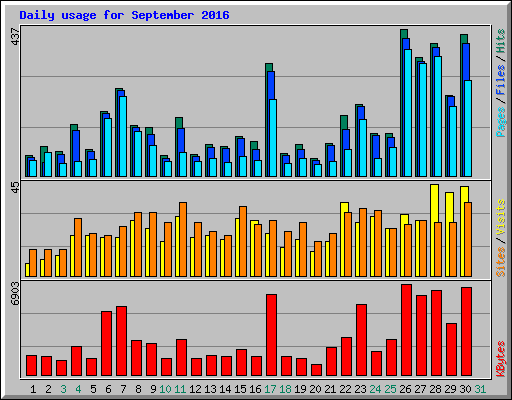 Daily usage for September 2016
437
Pages / Files / Hits
45
Sites / Visits
6903
KBytes
1 2 3 4 5 6 7 8 9 10 11 12 13 14 15 16 17 18 19 20 21 22 23 24 25 26 27 28 29 30 31